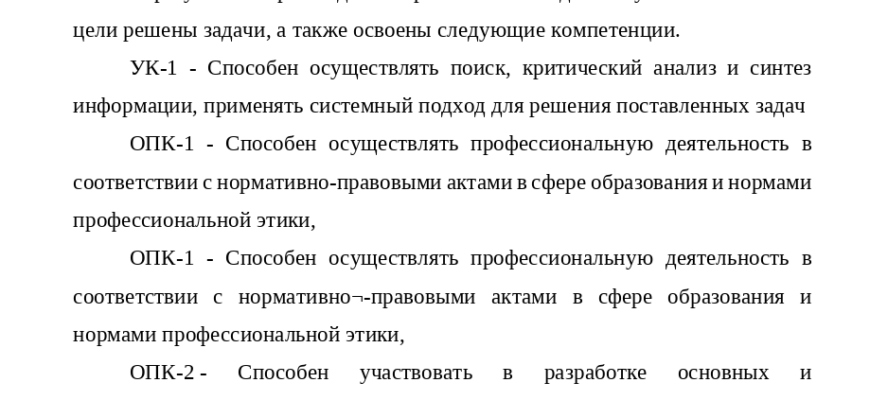 цели решены задачи, а также освоены следующие компетенции.
УК-1 - Способен осуществлять поиск, критический анализ и синтез
информации, применять системный подход для решения поставленных задач
ОПК-1 - Способен осуществлять профессиональную деятельность в
соответствии с нормативно-правовыми актами в сфере образования и нормами
профессиональной этики,
ОПК-1 - Способен осуществлять профессиональную деятельность в
соответствии с нормативно¬-правовыми актами в сфере образования и
нормами профессиональной этики,
ОПК-2 - Способен участвовать в разработке основных и